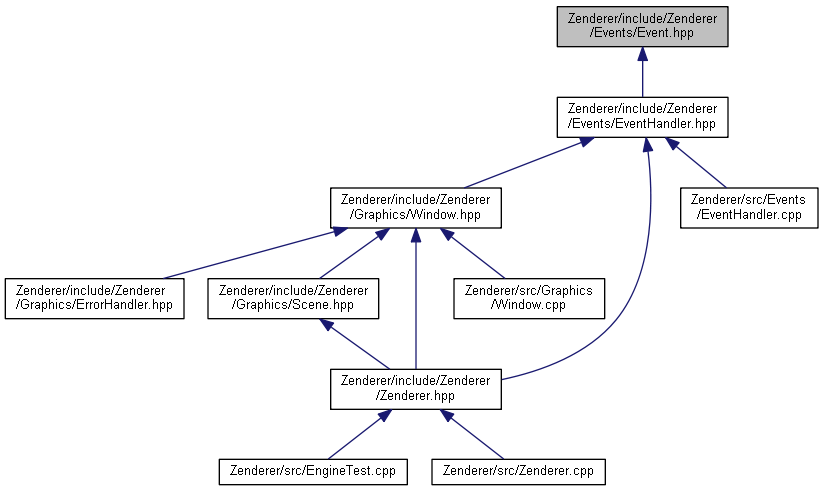 Zenderer/include/Zenderer
/Events/Event.hpp
Zenderer/include/Zenderer
/Events/EventHandler.hpp
Zenderer/include/Zenderer
/Graphics/Window.hpp
Zenderer/src/Events
/EventHandler.cpp
Zenderer/include/Zenderer
/Graphics/ErrorHandler.hpp
Zenderer/include/Zenderer
/Graphics/Scene.hpp
Zenderer/src/Graphics
/Window.cpp
Zenderer/include/Zenderer
/Zenderer.hpp
Zenderer/src/EngineTest.cpp
Zenderer/src/Zenderer.cpp